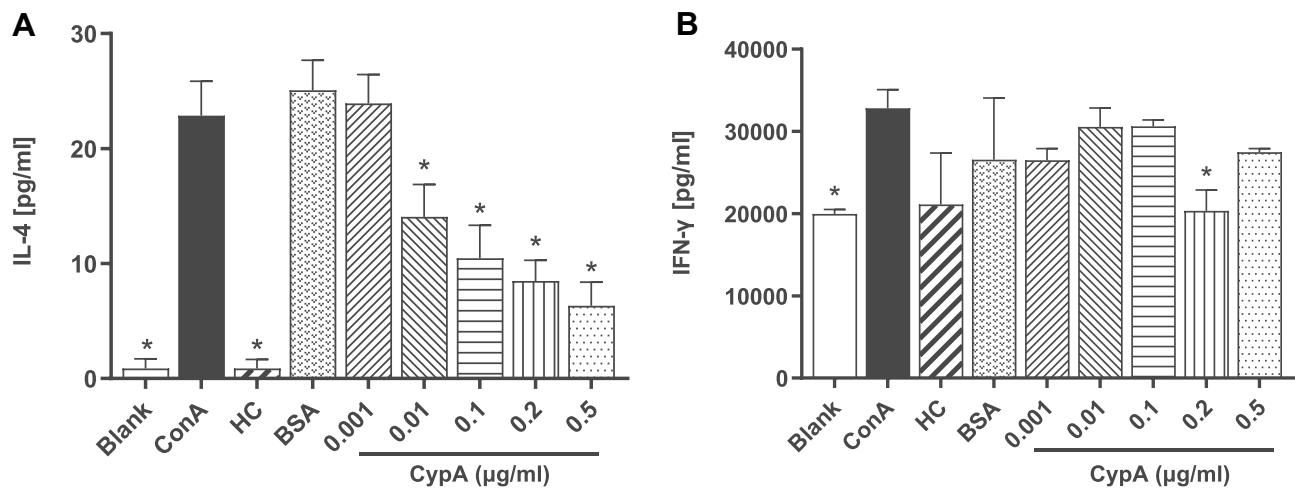 A
IL-4 [pg/ml]
30
20
10
0
*
*
*
*
*
*
Blank
ConA
HC
BSA
0.001
0.01
0.1
0.2
0.5
CypA (μg/ml)
B
IFN-γ [pg/ml]
40000
30000
20000
10000
0
*
*
Blank
ConA
HC
BSA
0.001
0.01
0.1
0.2
0.5
CypA (μg/ml)